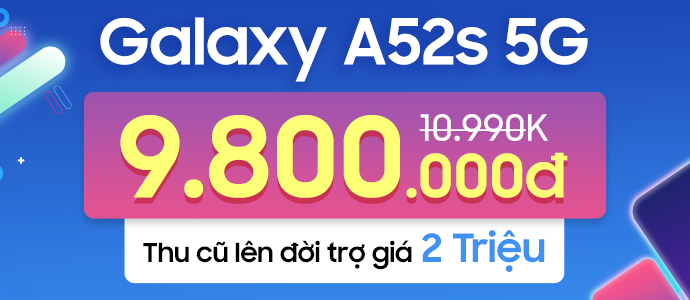 Galaxy A52s 5G
10.990K
9.800.000đ
Thu cũ lên đời trợ giá 2 Triệu